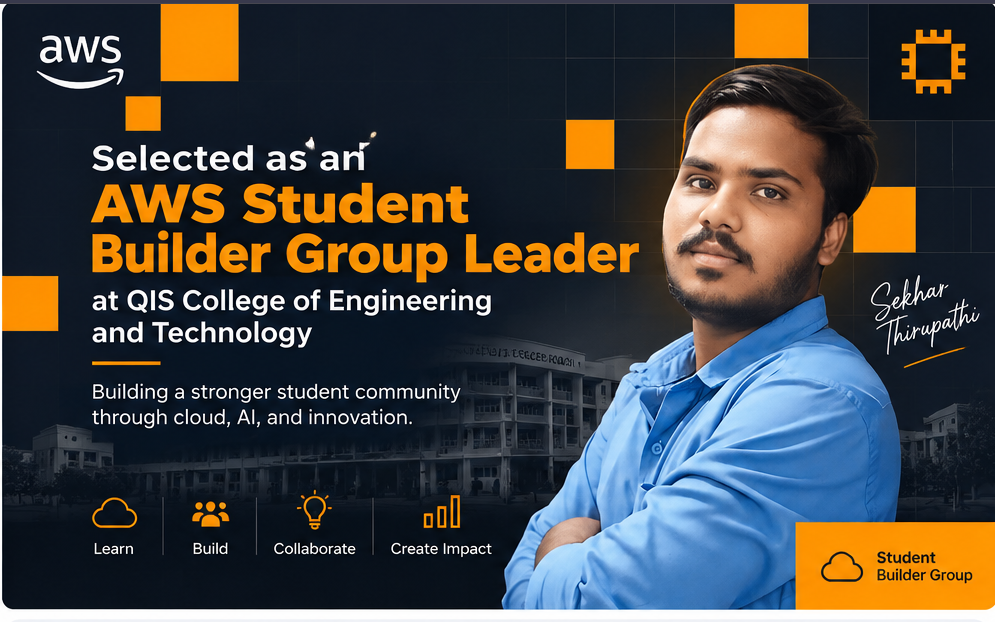 aws
Selected as an
AWS Student
Builder Group Leader
at QIS College of Engineering
and Technology
Building a stronger student community
through cloud, AI, and innovation.
Learn
Build
Collaborate
Create Impact
Sekhar
Thirupathi
Student
Builder Group